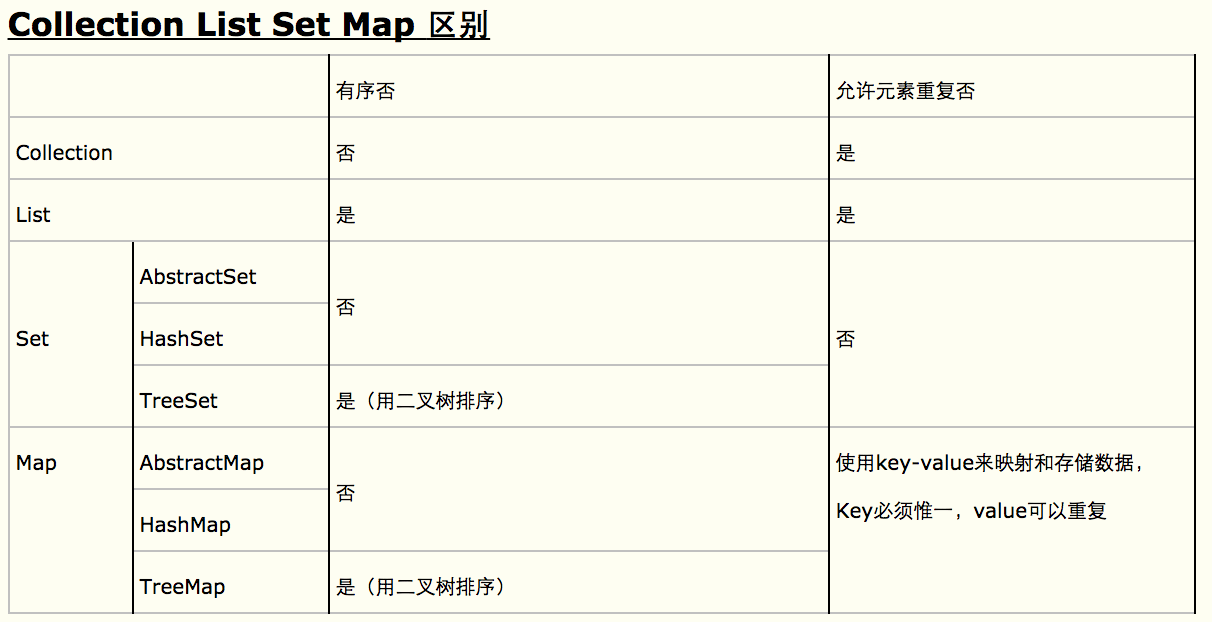 Collection List Set Map 区别
有序否 允许元素重复否
Collection 否 是
List 是 是
AbstractSet
否
Set HashSet 否
TreeSet 是（用二叉树排序）
Map AbstractMap 使用key-value来映射和存储数据，
否
Key必须惟一，value可以重复
HashMap
TreeMap 是（用二叉树排序）